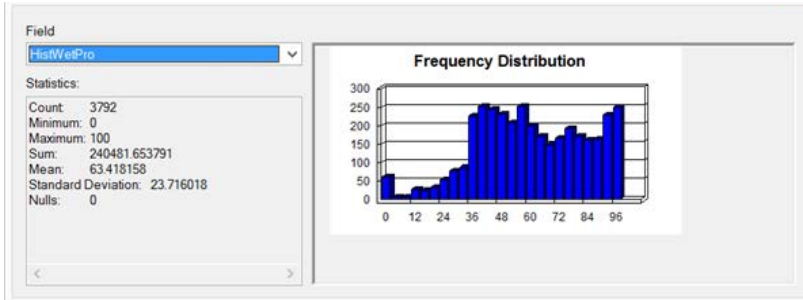 Field
HistWetPro
Statistics:
Count: 3792
Minimum: 0
Maximum: 100
Sum: 240481.653791
Mean: 63.418158
Standard Deviation: 23.716018
Nulls: 0
Frequency Distribution
300
250
200
150
100
50
0
0 12 24 36 48 60 72 84 96